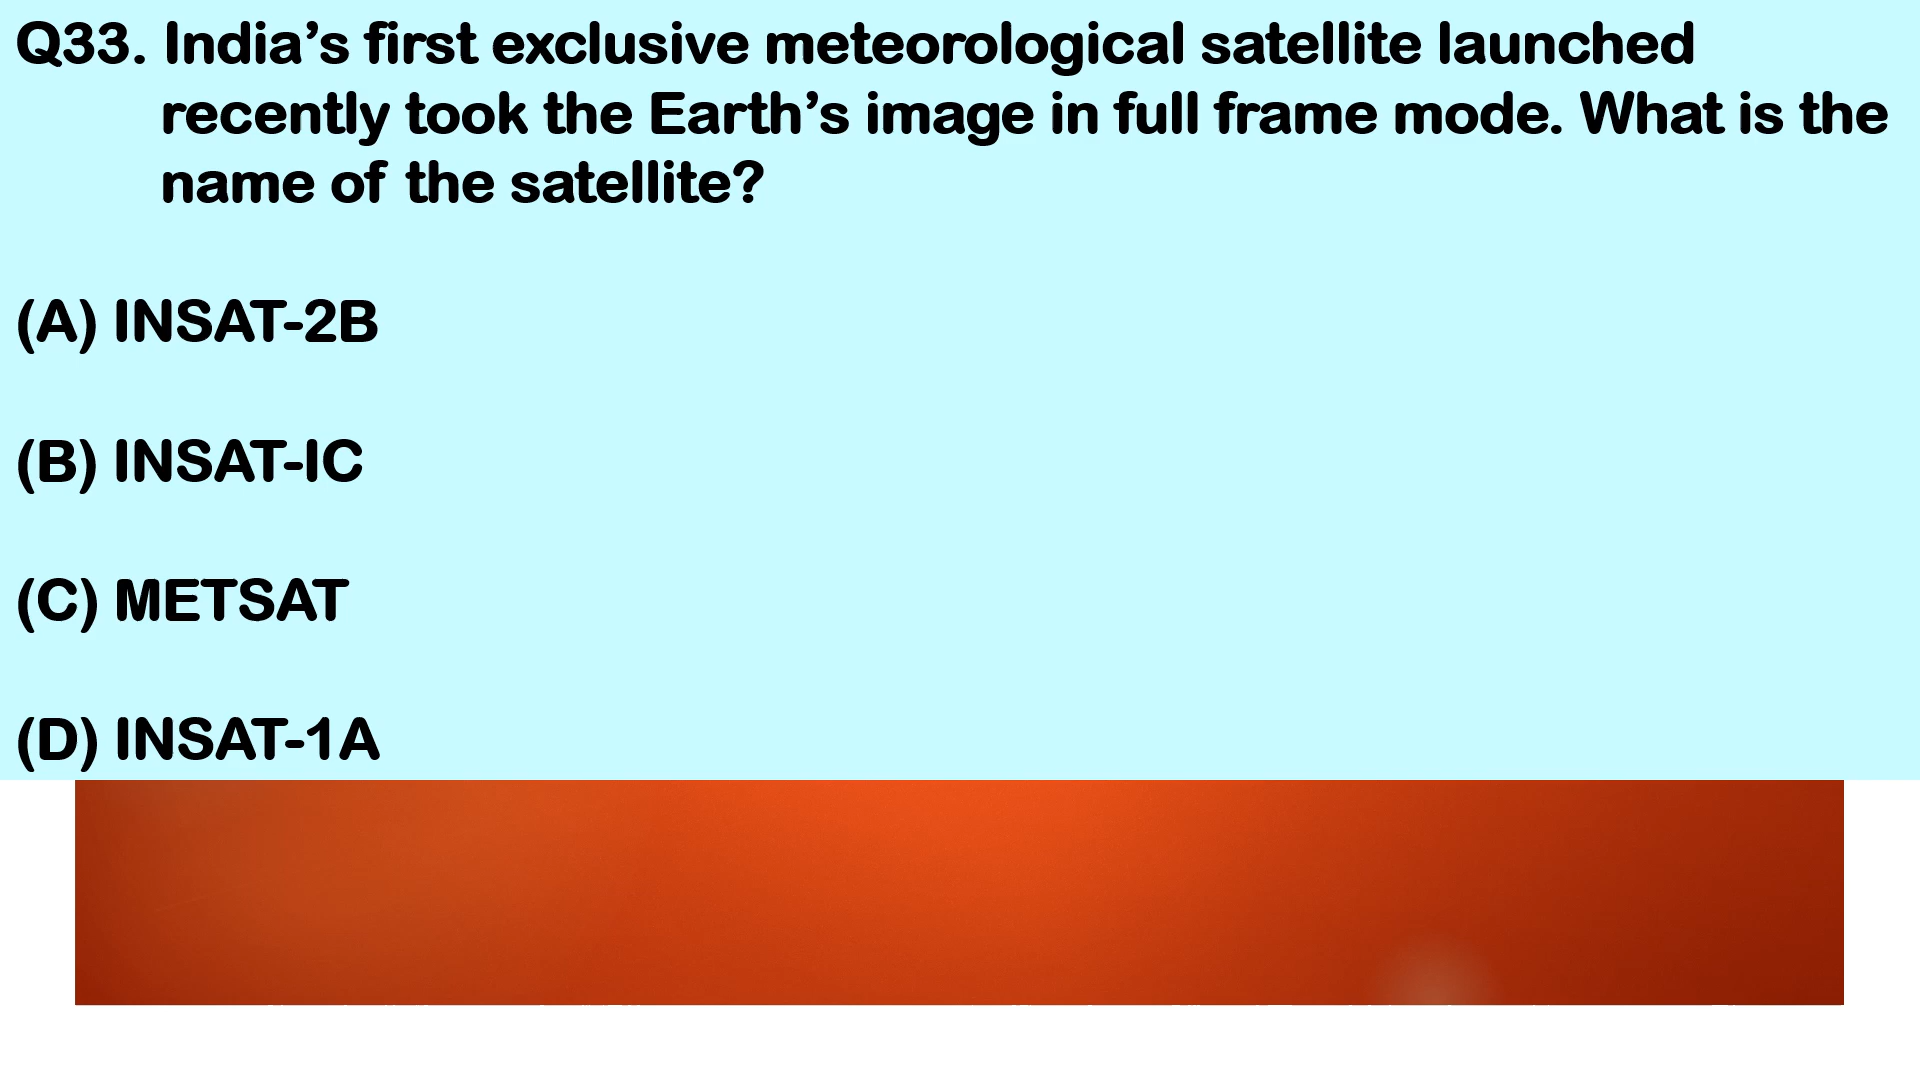 Q33. India’s first exclusive meteorological satellite launched
recently took the Earth’s image in full frame mode. What is the
name of the satellite?
(A) INSAT-2B
(B) INSAT-IC
(C) METSAT
(D) INSAT-1A